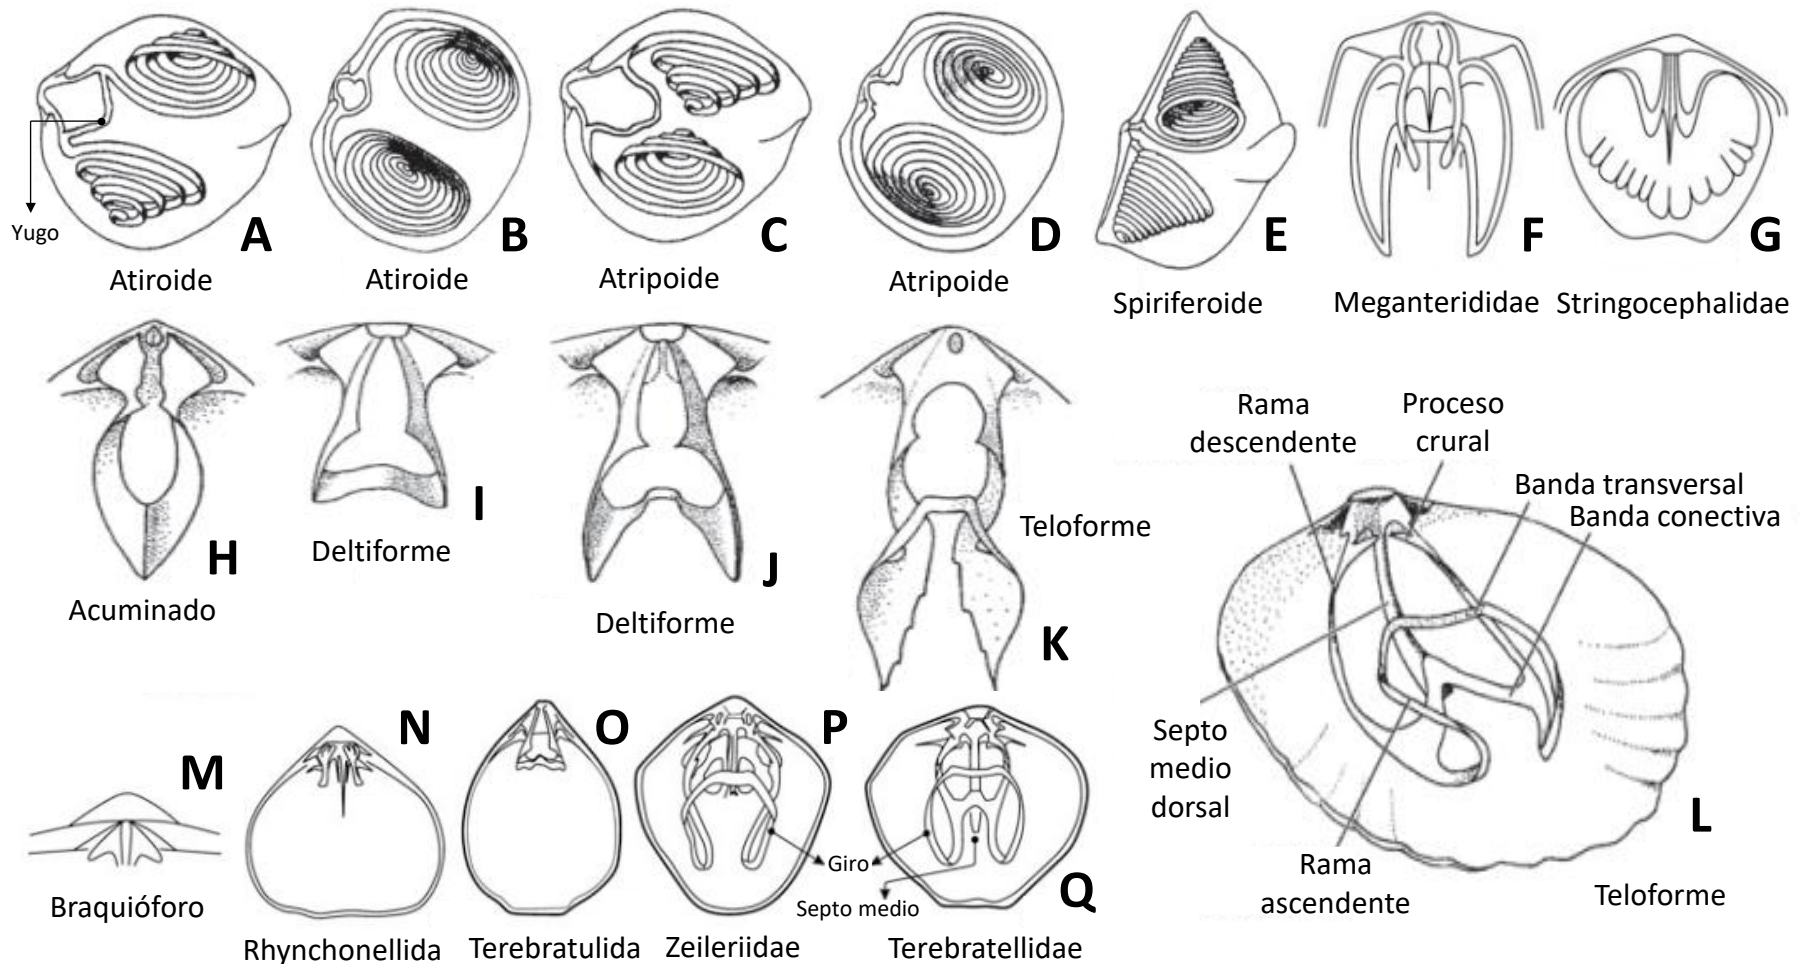 Yugo
A
Atiroide
B
Atiroide
C
Atripoide
D
Atripoide
E
Spiriferoide
F
Meganterididae
G
Stringocephalidae
H
Acuminado
I
Deltiforme
J
Deltiforme
K
Teloforme
Rama
descendente
Proceso
crural
Banda transversal
Banda conectiva
Septo
medio
dorsal
Rama
ascendente
L
Teloforme
M
Braquióforo
N
Rhynchonellida
O
Terebratulida
P
Zeileriidae
Giro
Septo medio
Q
Terebratellidae